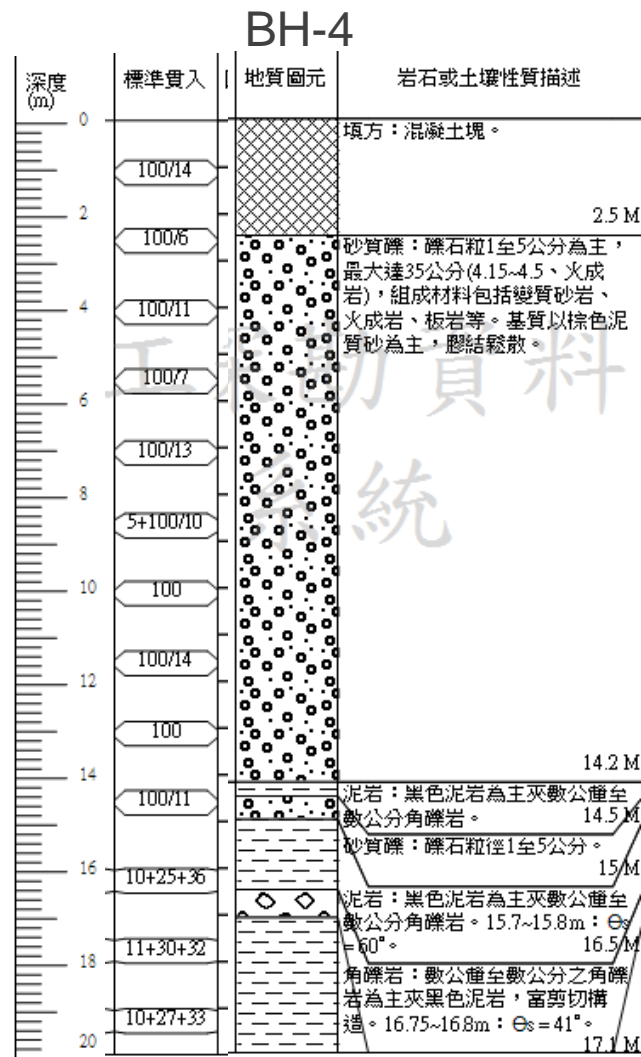 BH-4
深度
(m)
標準貫入
地質圖元
岩石或土壤性質描述
0
2
4
6
8
10
12
14
16
18
20
100/14
100/6
100/11
100/7
100/13
5+100/10
100
100/14
100
100/11
10+25+36
11+30+32
10+27+33
填方：混凝土塊。
2.5 M
砂質礫：礫石粒1至5公分為主，
最大達35公分(4.15~4.5、火成
岩)，組成材料包括變質砂岩、
火成岩、板岩等。基質以棕色泥
質砂為主，膠結鬆散。
14.2 M
泥岩：黑色泥岩為主夾數公釐至
數公分角礫岩。
14.5 M
砂質礫：礫石粒徑1至5公分。
15 M
泥岩：黑色泥岩為主夾數公釐至
數公分角礫岩。15.7~15.8m：Θs
=60°。
16.5 M
角礫岩：數公釐至數公分之角礫
岩為主夾黑色泥岩，富剪切構
造。16.75~16.8m：Θs=41°。
17.1 M
資料
系統